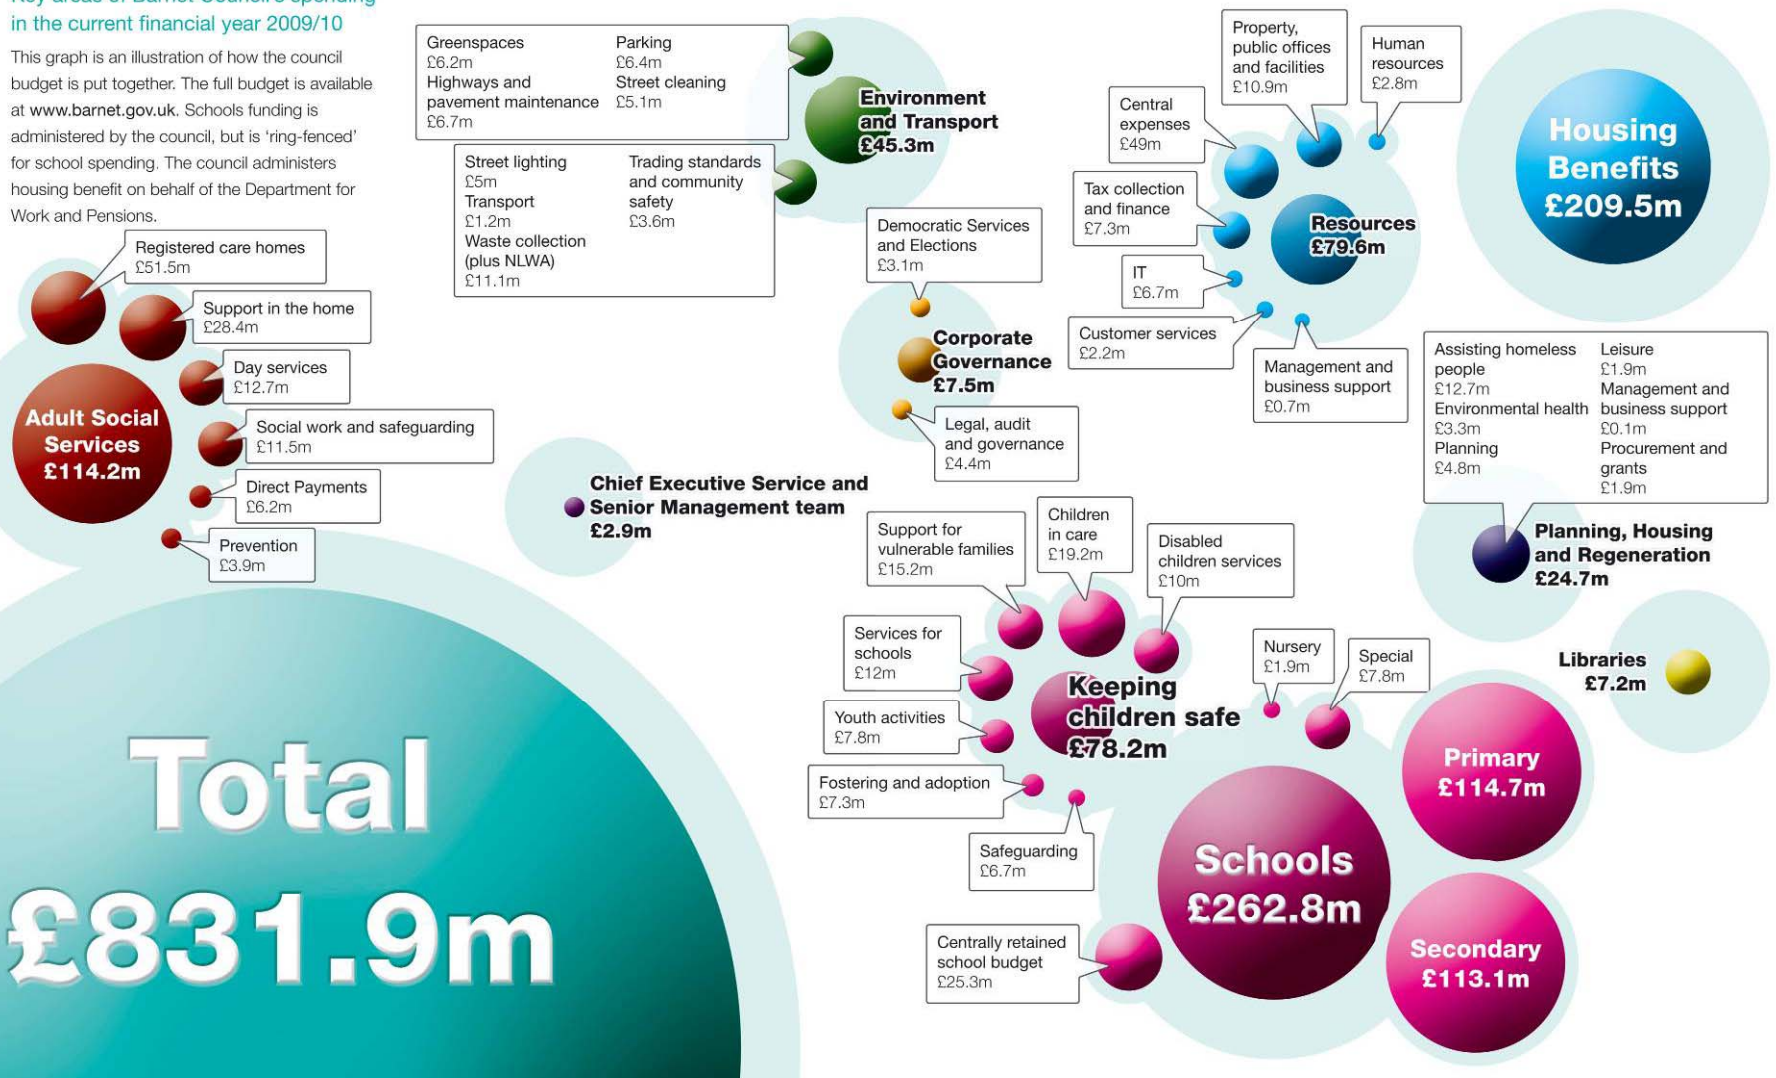 Key areas of Barnet Council's spending
in the current financial year 2009/10
This graph is an illustration of how the council
budget is put together. The full budget is available
at www.barnet.gov.uk. Schools funding is
administered by the council, but is 'ring-fenced'
for school spending. The council administers
housing benefit on behalf of the Department for
Work and Pensions.
Greenspaces
£6.2m
Highways and
pavement maintenance
£6.7m
Parking
£6.4m
Street cleaning
£5.1m
Street lighting
£5m
Transport
£1.2m
Waste collection
(plus NLWA)
£11.1m
Trading standards
and community
safety
£3.6m
Environment
and Transport
£45.3m
Property,
public offices
and facilities
£10.9m
Human
resources
£2.8m
Central
expenses
£49m
Tax collection
and finance
£7.3m
IT
£6.7m
Customer services
£2.2m
Management and
business support
£0.7m
Resources
£79.6m
Housing
Benefits
£209.5m
Registered care homes
£51.5m
Support in the home
£28.4m
Day services
£12.7m
Social work and safeguarding
£11.5m
Direct Payments
£6.2m
Prevention
£3.9m
Adult Social
Services
£114.2m
Democratic Services
and Elections
£3.1m
Corporate
Governance
£7.5m
Legal, audit
and governance
£4.4m
Chief Executive Service and
Senior Management team
£2.9m
Assisting homeless
people
£12.7m
Environmental health
£3.3m
Planning
£4.8m
Leisure
£1.9m
Management and
business support
£0.1m
Procurement and
grants
£1.9m
Planning, Housing
and Regeneration
£24.7m
Libraries
£7.2m
Support for
vulnerable families
£15.2m
Children
in care
£19.2m
Disabled
children services
£10m
Services for
schools
£12m
Youth activities
£7.8m
Fostering and adoption
£7.3m
Safeguarding
£6.7m
Keeping
children safe
£78.2m
Nursery
£1.9m
Special
£7.8m
Primary
£114.7m
Schools
£262.8m
Secondary
£113.1m
Centrally retained
school budget
£25.3m
Total
£831.9m